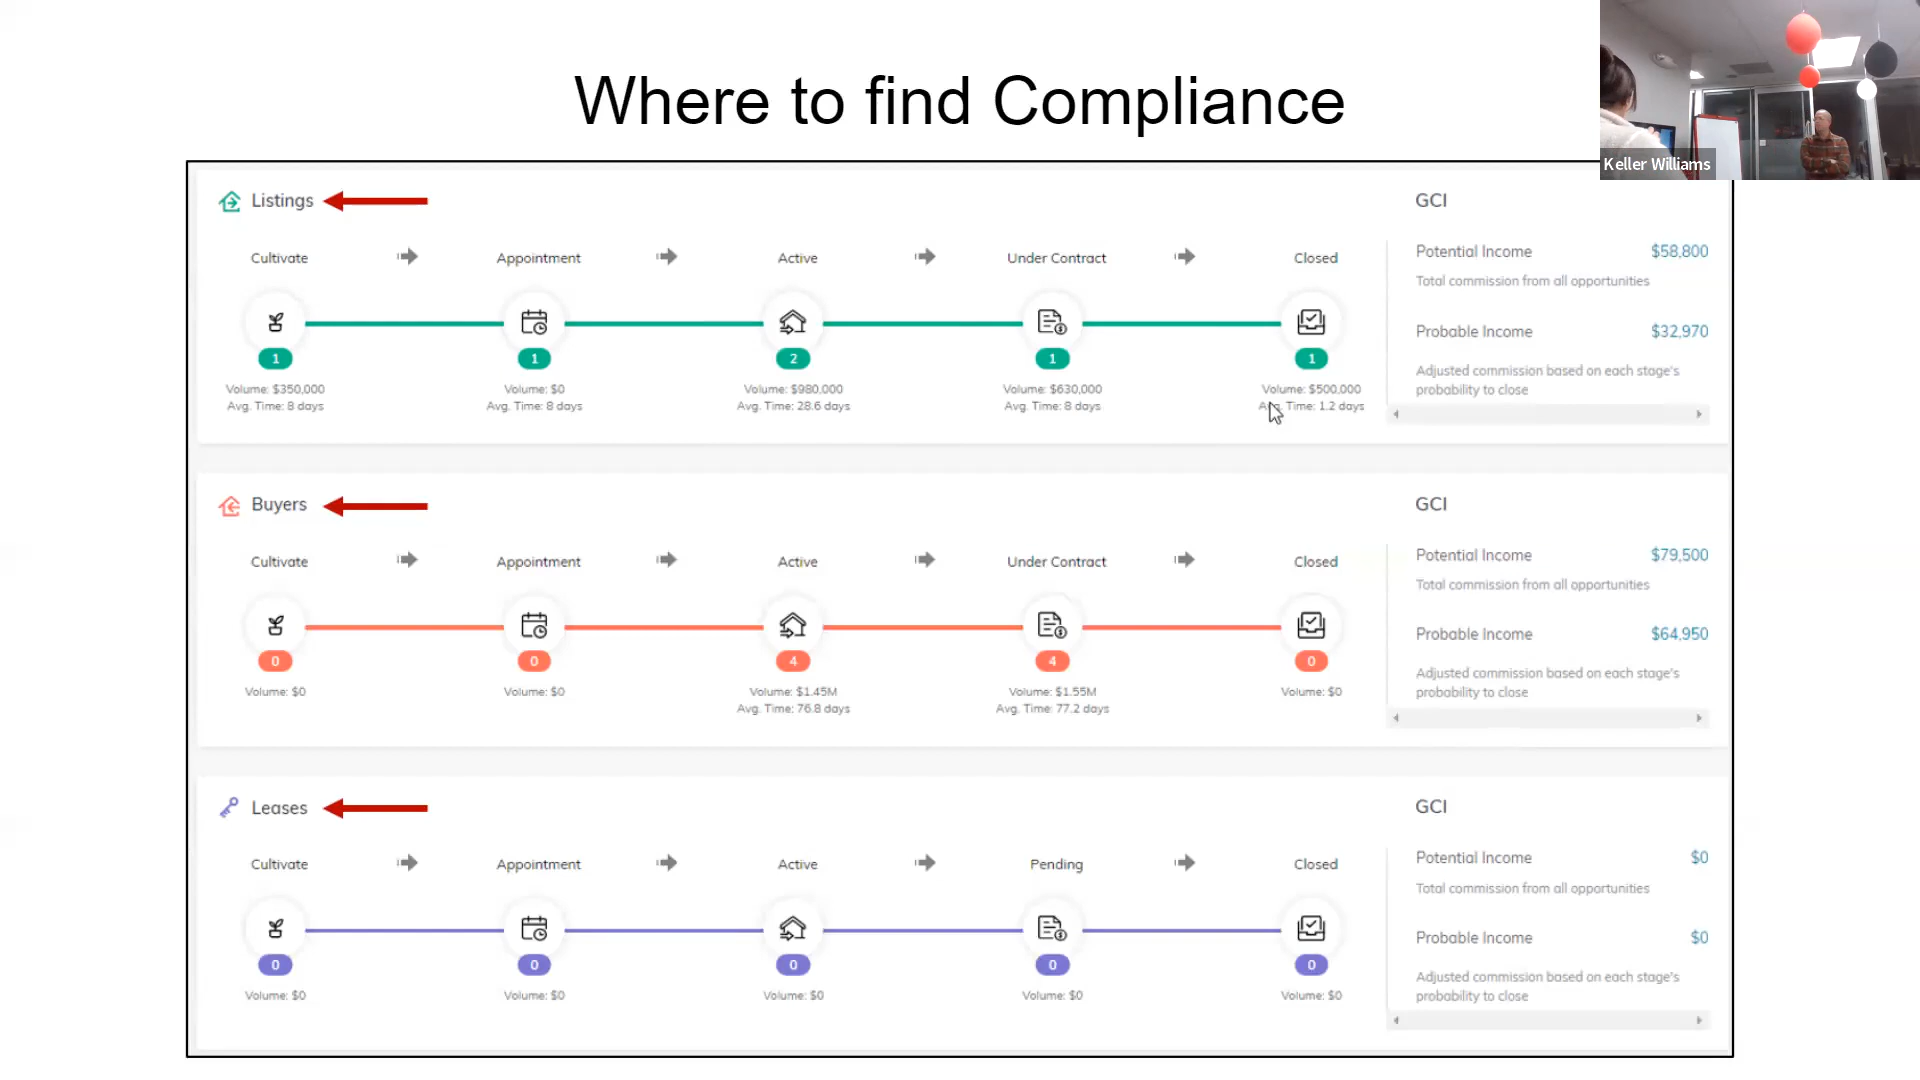 Where to find Compliance
Keller Williams
Listings
Cultivate
Appointment
Active
Under Contract
Closed
1
1
2
1
1
Volume: $350,000
Avg. Time: 8 days
Volume: $0
Avg. Time: 8 days
Volume: $980,000
Avg. Time: 28.6 days
Volume: $630,000
Avg. Time: 8 days
Volume: $500,000
Avg. Time: 1.2 days
GCI
Potential Income $58,800
Total commission from all opportunities
Probable Income $32,970
Adjusted commission based on each stage's
probability to close
Buyers
Cultivate
Appointment
Active
Under Contract
Closed
0
0
4
4
0
Volume: $0
Volume: $0
Volume: $1.45M
Avg. Time: 76.8 days
Volume: $1.55M
Avg. Time: 77.2 days
Volume: $0
GCI
Potential Income $79,500
Total commission from all opportunities
Probable Income $64,950
Adjusted commission based on each stage's
probability to close
Leases
Cultivate
Appointment
Active
Pending
Closed
0
0
0
0
0
Volume: $0
Volume: $0
Volume: $0
Volume: $0
Volume: $0
GCI
Potential Income $0
Total commission from all opportunities
Probable Income $0
Adjusted commission based on each stage's
probability to close